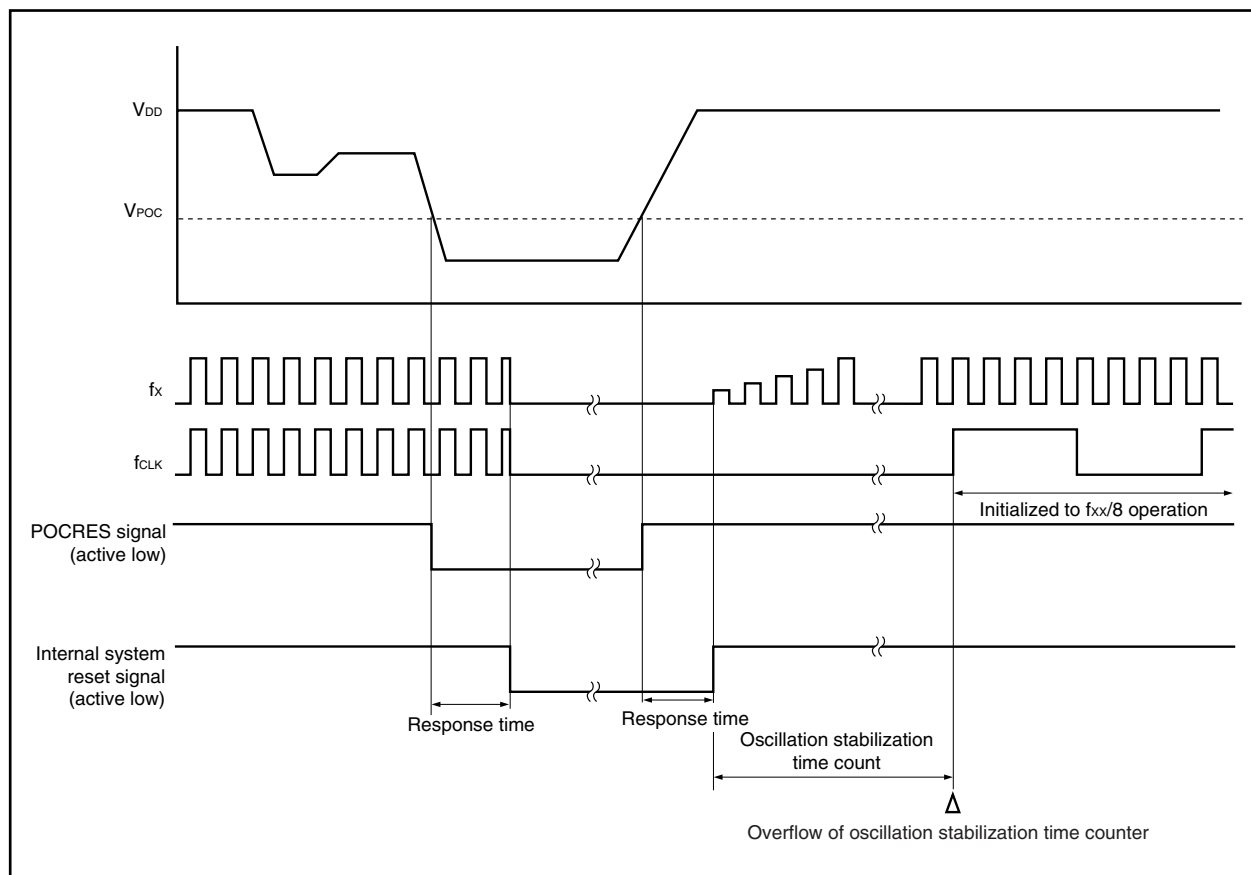 VDD
VPOC
fX
fCLK
Initialized to fXX/8 operation
POCRES signal
(active low)
Internal system
reset signal
(active low)
Response time
Response time
Oscillation stabilization
time count
Overflow of oscillation stabilization time counter